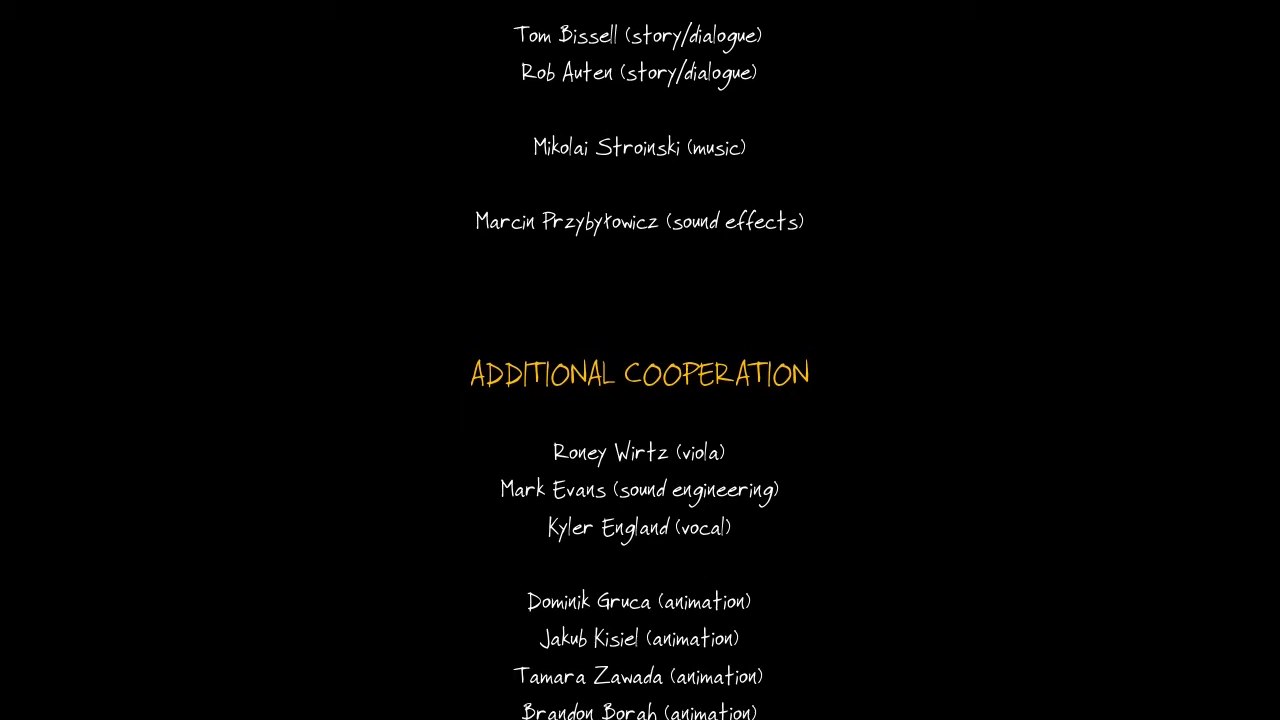 Tom Bissell (story/dialogue)
Rob Auten (story/dialogue)
Mikolai Stroinski (music)
Marcin Przybyłowicz (sound effects)
ADDITIONAL COOPERATION
Roney Wirtz (viola)
Mark Evans (sound engineering)
Kyler England (vocal)
Dominik Gruca (animation)
Jakub Kisiel (animation)
Tamara Zawada (animation)
Brandon Borah (animation)